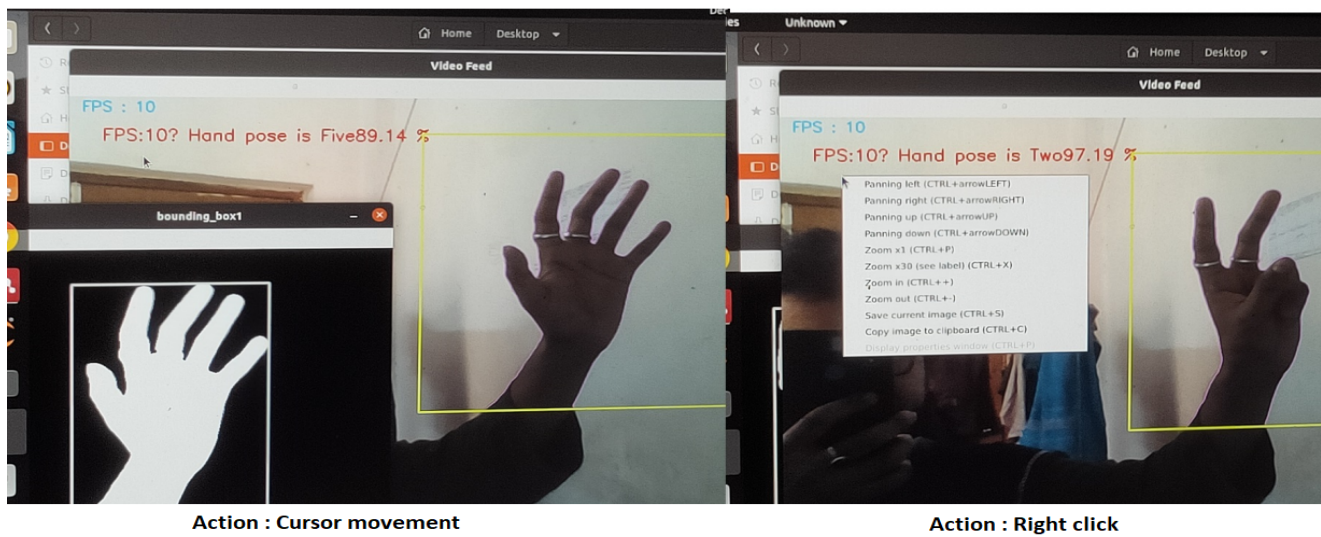 Home
Desktop
Video Feed
FPS : 10
FPS:10? Hand pose is Five89.14 %
bounding_box1
Action : Cursor movement
ies
Unknown
Home
Desktop
Video Feed
FPS : 10
FPS:10? Hand pose is Two97.19 %
Panning left (CTRL+arrowLEFT)
Panning right (CTRL+arrowRIGHT)
Panning up (CTRL+arrowUP)
Panning down (CTRL+arrowDOWN)
Zoom x1 (CTRL+P)
Zoom x30 (see label) (CTRL+X)
Zoom in (CTRL++)
Zoom out (CTRL+-)
Save current image (CTRL+S)
Copy image to clipboard (CTRL+C)
Display properties window (CTRL+P)
Action : Right click